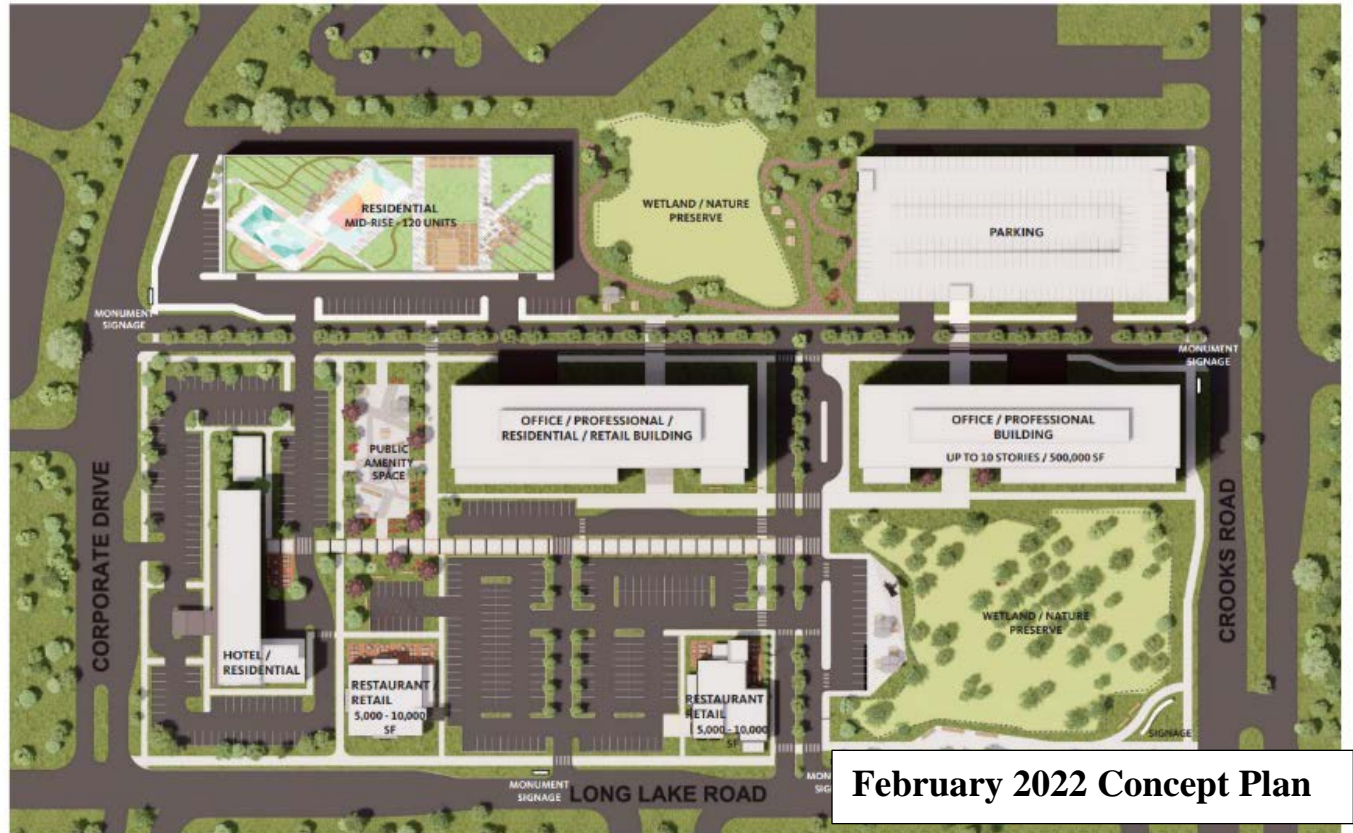 RESIDENTIAL
MID-RISE - 120 UNITS
WETLAND / NATURE
PRESERVE
PARKING
MONUMENT
SIGNAGE
MONUMENT
SIGNAGE
OFFICE / PROFESSIONAL /
RESIDENTIAL / RETAIL BUILDING
OFFICE / PROFESSIONAL
BUILDING
UP TO 10 STORIES / 500,000 SF
PUBLIC
AMENITY
SPACE
CORPORATE DRIVE
CROOKS ROAD
WETLAND / NATURE
PRESERVE
HOTEL /
RESIDENTIAL
RESTAURANT /
RETAIL
5,000 - 10,000
SF
RESTAURANT
RETAIL
5,000 - 10,000
SF
SIGNAGE
MONUMENT
SIGNAGE
LONG LAKE ROAD
February 2022 Concept Plan